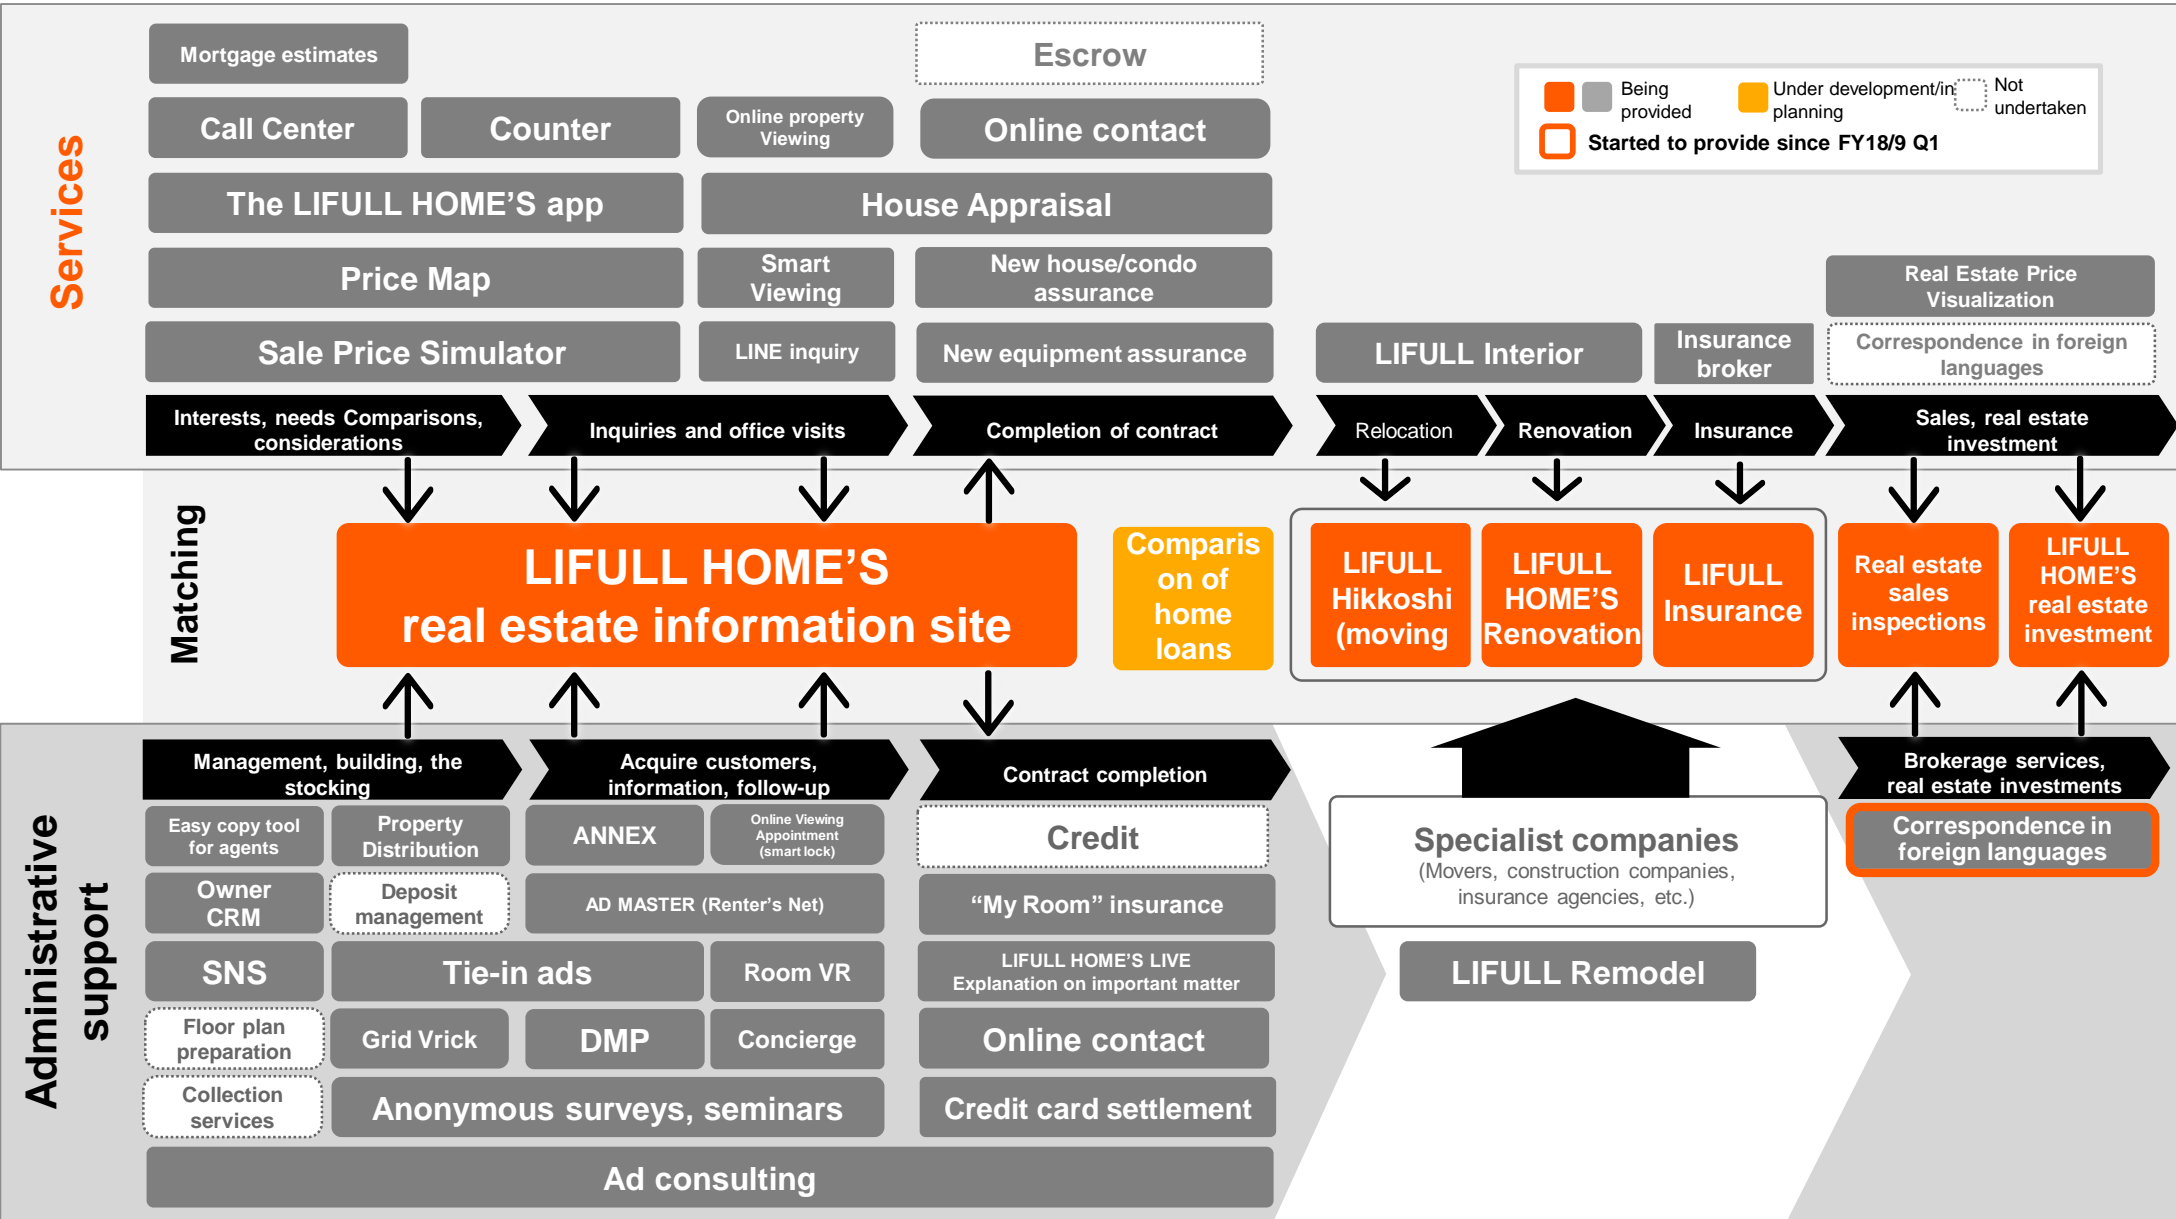 Services
Mortgage estimates
Escrow
Call Center
Counter
Online property
Viewing
Online contact
The LIFULL HOME'S app
House Appraisal
Price Map
Smart
Viewing
New house/condo
assurance
Sale Price Simulator
LINE inquiry
New equipment assurance
LIFULL Interior
Insurance
broker
Real Estate Price
Visualization
Correspondence in foreign
languages
Being
provided
Under development/in
planning
Not
undertaken
Started to provide since FY18/9 Q1
Interests, needs Comparisons,
considerations
Inquiries and office visits
Completion of contract
Relocation
Renovation
Insurance
Sales, real estate
investment
Matching
LIFULL HOME'S
real estate information site
Comparis
on of
home
loans
LIFULL
Hikkoshi
(moving
LIFULL
HOME'S
Renovation
LIFULL
Insurance
Real estate
sales
inspections
LIFULL
HOME'S
real estate
investment
Administrative
support
Management, building, the
stocking
Acquire customers,
information, follow-up
Contract completion
Brokerage services,
real estate investments
Easy copy tool
for agents
Property
Distribution
ANNEX
Online Viewing
Appointment
(smart lock)
Credit
Owner
CRM
Deposit
management
AD MASTER (Renter's Net)
“My Room” insurance
SNS
Tie-in ads
Room VR
LIFULL HOME'S LIVE
Explanation on important matter
Floor plan
preparation
Grid Vrick
DMP
Concierge
Online contact
Collection
services
Anonymous surveys, seminars
Credit card settlement
Ad consulting
Specialist companies
(Movers, construction companies,
insurance agencies, etc.)
LIFULL Remodel
Correspondence in
foreign languages